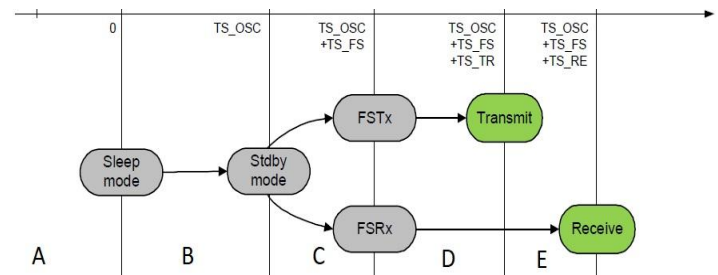 0
TS_OSC
TS_OSC
+TS_FS
TS_OSC
+TS_FS
+TS_TR
TS_OSC
+TS_FS
+TS_RE
FSTx
Transmit
Sleep
mode
Stdby
mode
FSRx
Receive
A
B
C
D
E